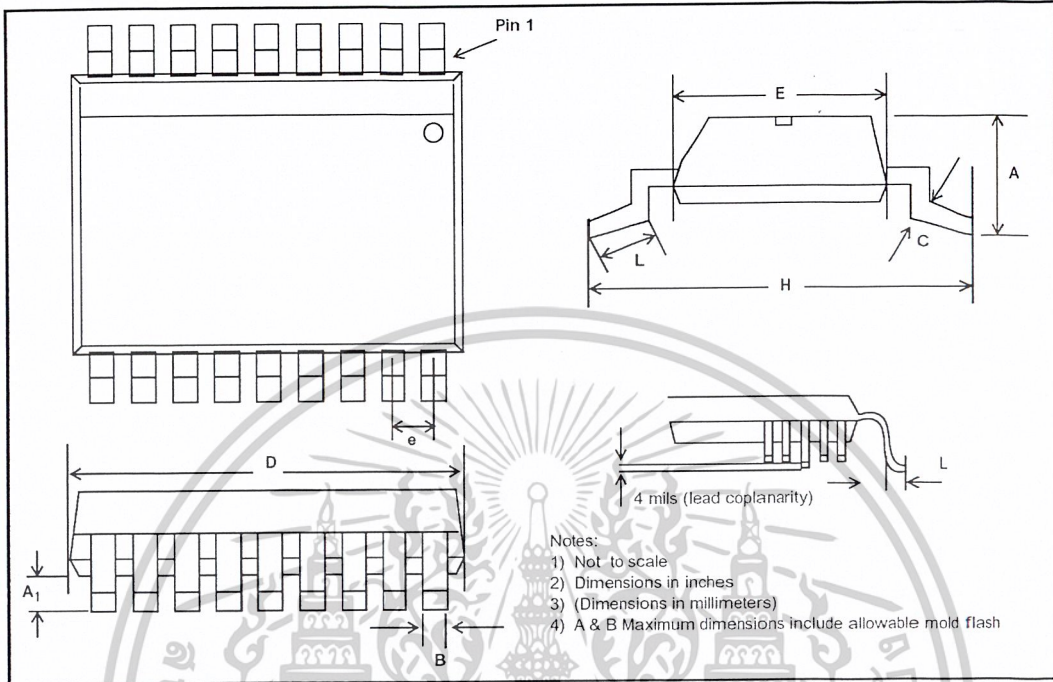 Pin 1
E
A
C
L
H
e
D
L
4 mils (lead coplanarity)
A1
B
Notes:
1) Not to scale
2) Dimensions in inches
3) (Dimensions in millimeters)
4) A & B Maximum dimensions include allowable mold flash